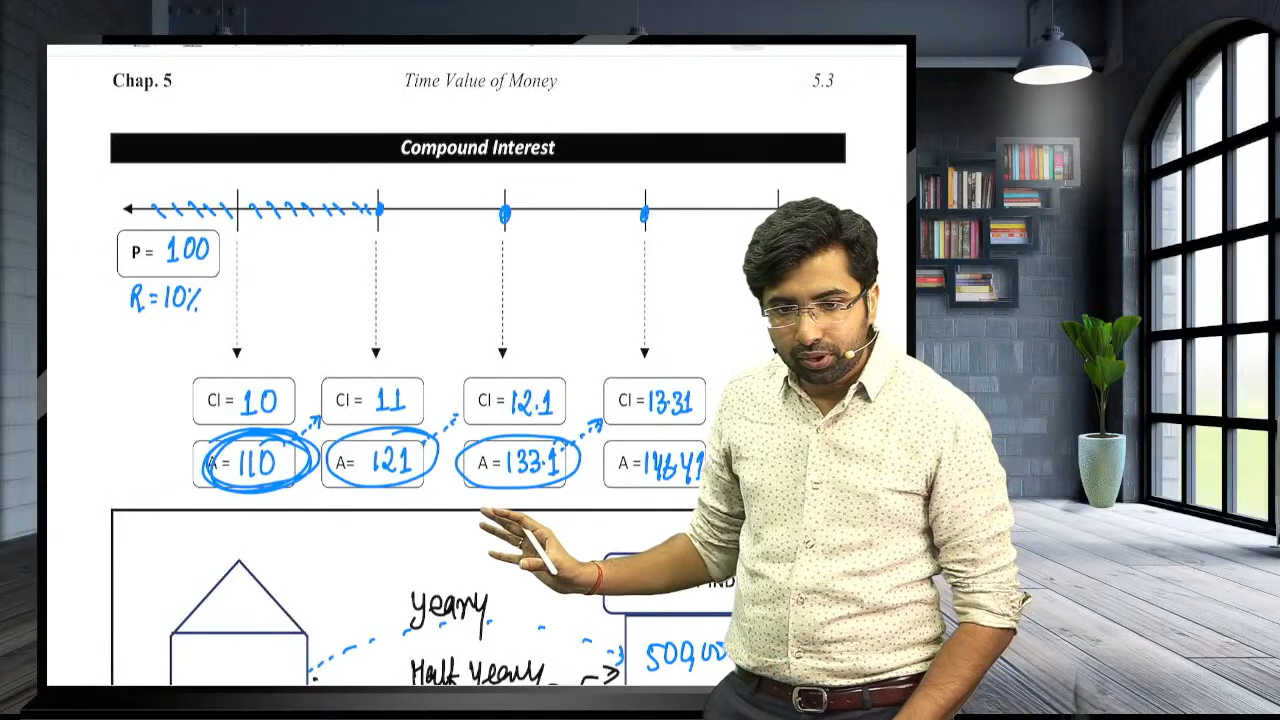 Chap. 5 Time Value of Money 5.3
Compound Interest
P = 100
R = 10%
CI = 10 CI = 11 CI = 12.1 CI = 13.31
A = 110 A = 121 A = 133.1 A = 146.41
yeary
Half yearly